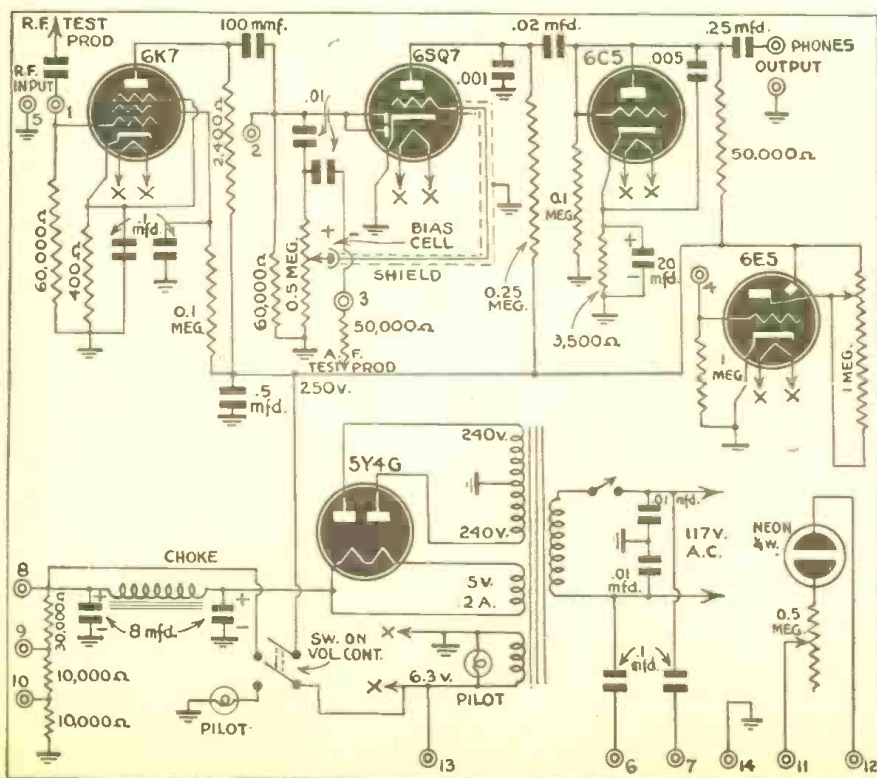 R.F. TEST
PROD
R.F.
INPUT
5
1
6K7
100 mmf.
2,400Ω
60,000Ω
400Ω
.1
mfd.
0.1
MEG.
2
.01
6SQ7
.001
+
-
BIAS
CELL
SHIELD
60,000Ω
0.5 MEG.
3
50,000Ω
A.F.
TEST PROD
250v.
.5
mfd.
.02 mfd.
6C5
.005
.25 mfd.
PHONES
OUTPUT
50,000Ω
0.1
MEG.
+
-
20
mfd.
0.25
MEG.
3,500Ω
4
6E5
1
MEG.
1 MEG.
X X
X X
X X
X X
5Y4G
240v.
240v.
5v.
2A.
6.3v.
X
X
PILOT
.01 mfd.
.01
mfd.
117v.
A.C.
NEON
¼w.
0.5
MEG.
8
9
10
CHOKE
+
-
8 mfd.
+
-
30,000Ω
10,000Ω
10,000Ω
SW. ON
VOL. CONT.
PILOT
.1
mfd.
13
6
7
14
11
12